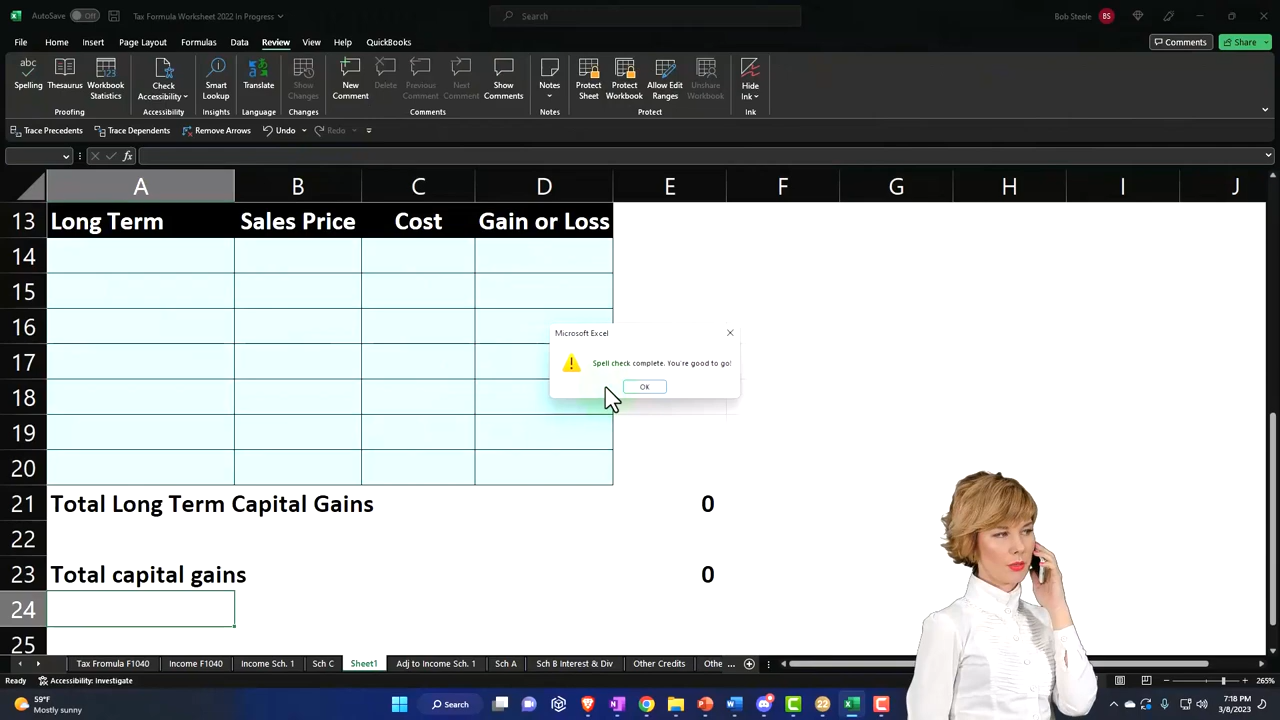 AutoSave Off Tax Formula Worksheet 2022 In Progress Search Bob Steele BS
File Home Insert Page Layout Formulas Data Review View Help QuickBooks Comments Share
Spelling Thesaurus Workbook Statistics Check Accessibility Smart Lookup Translate Show Changes New Comment Delete Previous Comment Next Comment Show Comments Notes Protect Sheet Protect Workbook Allow Edit Ranges Unshare Workbook Hide Ink
Proofing Accessibility Insights Language Changes Comments Notes Protect Ink
Trace Precedents Trace Dependents Remove Arrows Undo Redo
fx
A B C D E F G H I J
13 Long Term Sales Price Cost Gain or Loss
14
15
16
Microsoft Excel
17
Spell check complete. You're good to go!
OK
18
19
20
21 Total Long Term Capital Gains 0
22
23 Total capital gains 0
24
25
Tax Fromula F1040 Income F1040 Income Sch. 1 Sch C Sheet1 Adj to Income Sch. 1 Sch A Sch B Interest & Div Other Credits Othe ...
Ready Accessibility: Investigate 265%
59°F
Mostly sunny
Search
22
7:18 PM
3/8/2023